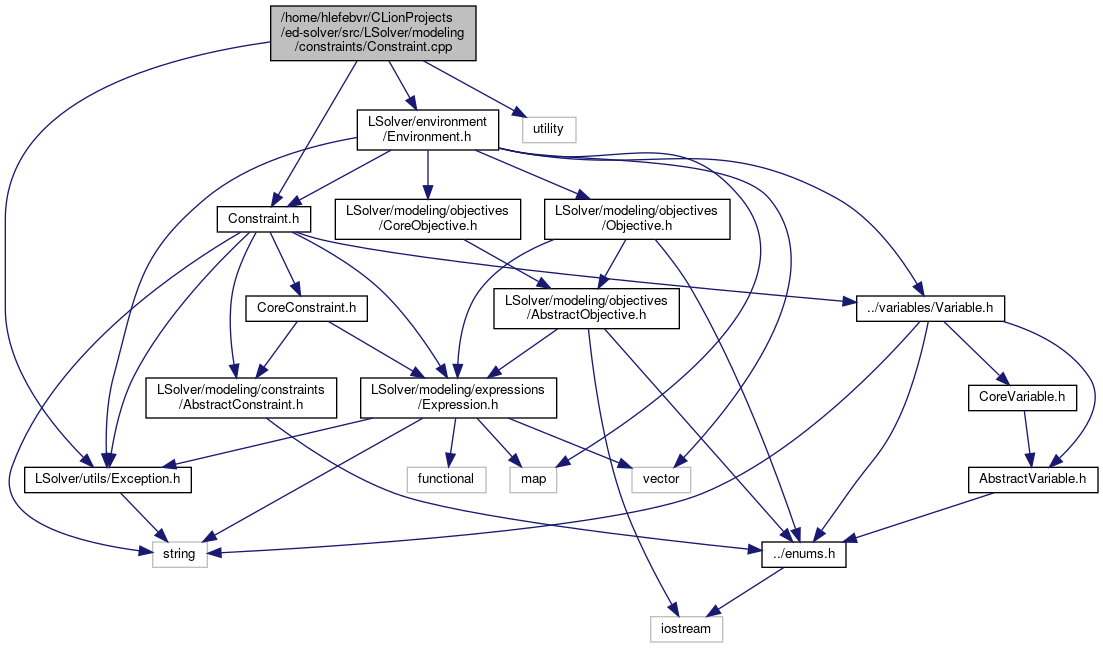 /home/hlefebvr/CLionProjects
/ed-solver/src/LSolver/modeling
/constraints/Constraint.cpp
LSolver/environment
/Environment.h
utility
Constraint.h
LSolver/modeling/objectives
/CoreObjective.h
LSolver/modeling/objectives
/Objective.h
CoreConstraint.h
LSolver/modeling/objectives
/AbstractObjective.h
../variables/Variable.h
LSolver/modeling/constraints
/AbstractConstraint.h
LSolver/modeling/expressions
/Expression.h
CoreVariable.h
LSolver/utils/Exception.h
functional
map
vector
AbstractVariable.h
string
../enums.h
iostream